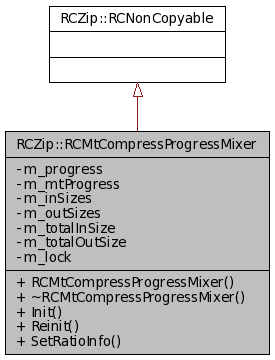 RCZip::RCNonCopyable
RCZip::RCMtCompressProgressMixer
- m_progress
- m_mtProgress
- m_inSizes
- m_outSizes
- m_totalInSize
- m_totalOutSize
- m_lock
+ RCMtCompressProgressMixer()
+ ~RCMtCompressProgressMixer()
+ Init()
+ Reinit()
+ SetRatioInfo()